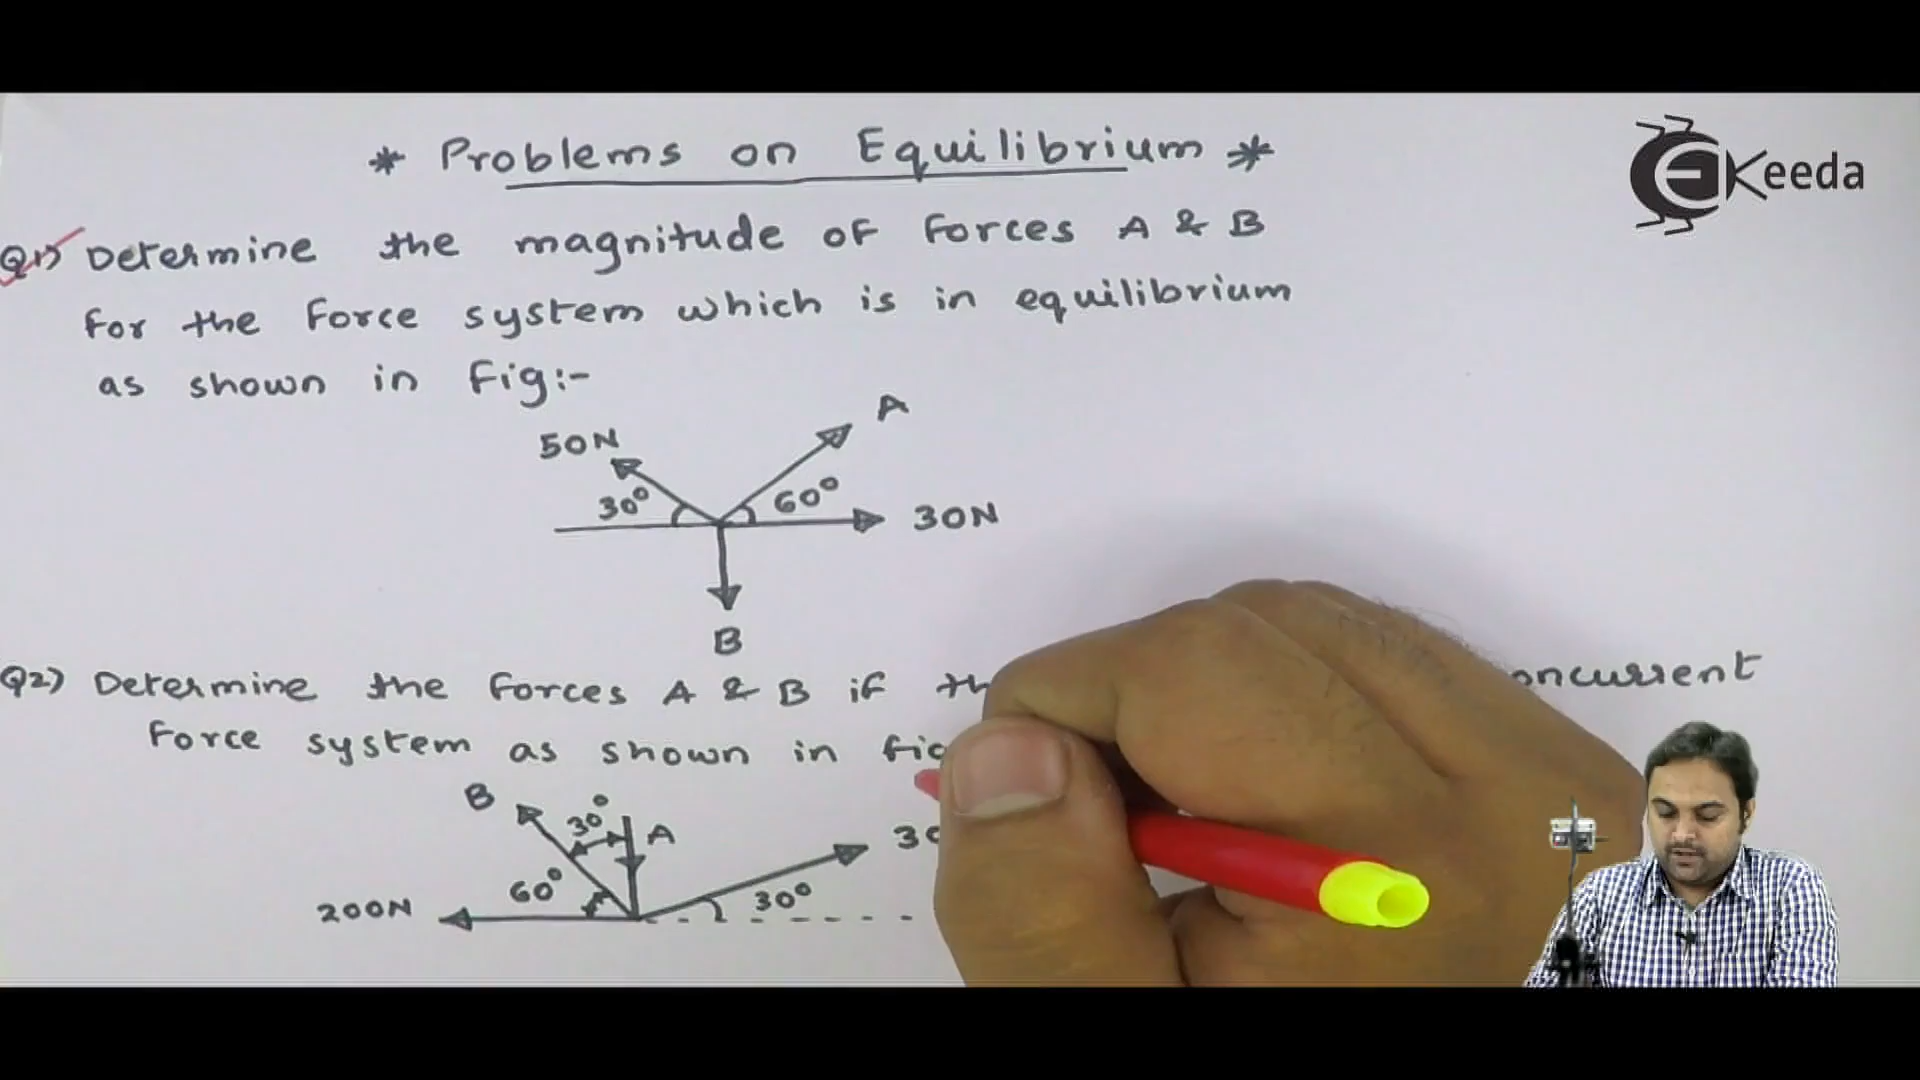 * Problems on Equilibrium *
EKeeda
Q1) Determine the magnitude of Forces A & B
For the Force system which is in equilibrium
as shown in Fig:-
A
50N
30° 60°
30N
B
Q2) Determine the Forces A & B if
Force system as shown in
B 30° A
60° 30°
200N